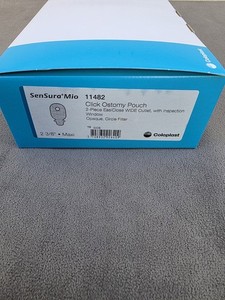 SenSura® Mio 11482
Click Ostomy Pouch
2-Piece EasiClose WIDE Outlet, with Inspection
Window
Opaque, Circle Filter
2 3/8" • Maxi
Coloplast